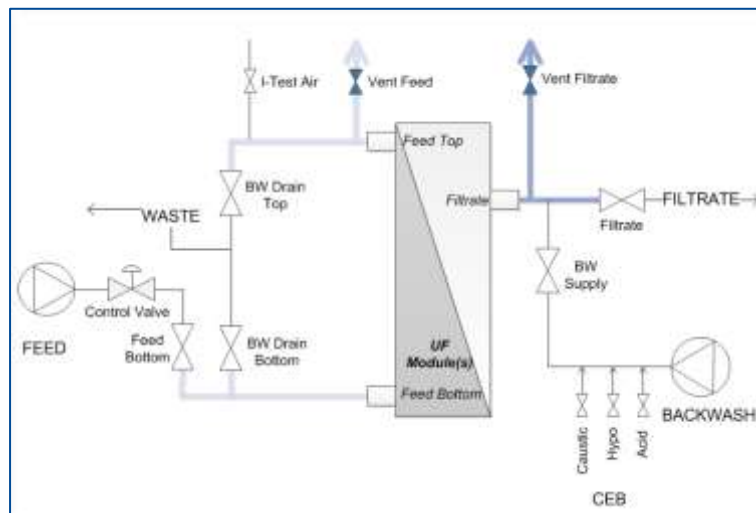 I-Test Air
Vent Feed
Vent Filtrate
Feed Top
BW Drain
Top
WASTE
Filtrate
FILTRATE
Filtrate
BW
Supply
Control Valve
FEED
Feed
Bottom
BW Drain
Bottom
UF
Module(s)
Feed Bottom
BACKWASH
Caustic
Hypo
Acid
CEB